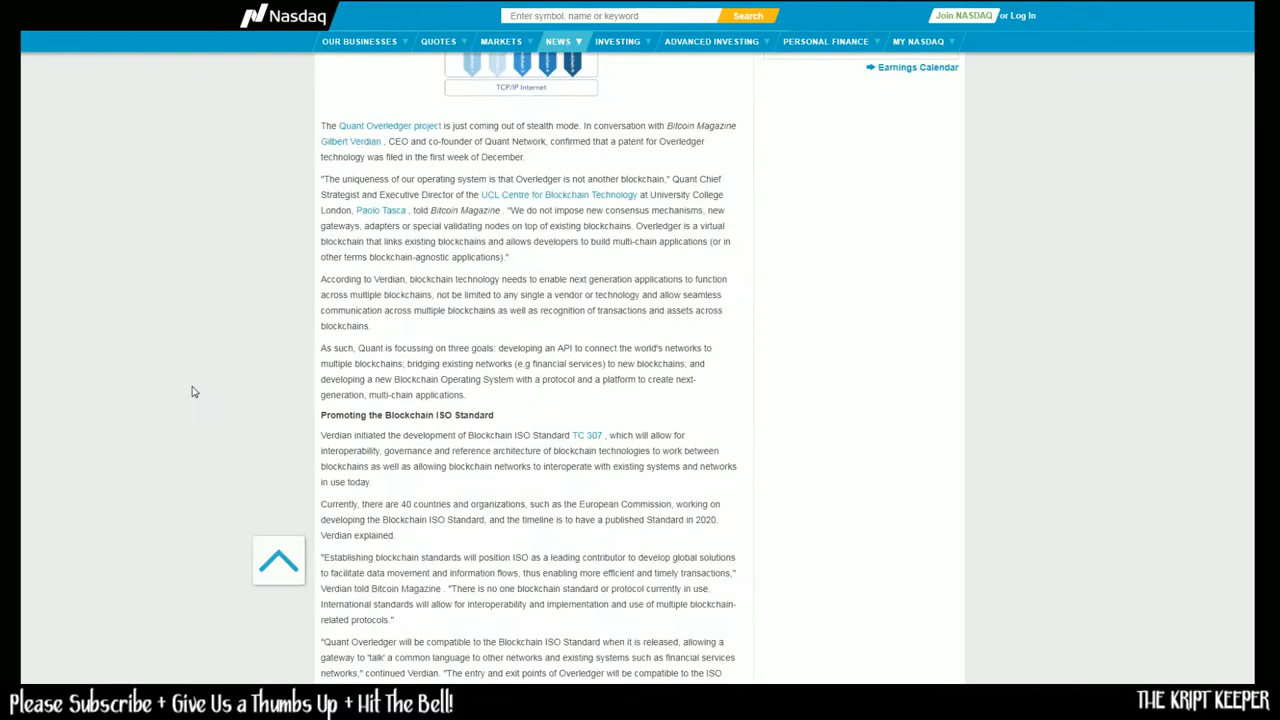 Nasdaq
Enter symbol, name or keyword
Search
Join NASDAQ or Log In
OUR BUSINESSES QUOTES MARKETS NEWS INVESTING ADVANCED INVESTING PERSONAL FINANCE MY NASDAQ
TCP/IP Internet
Earnings Calendar
The Quant Overledger project is just coming out of stealth mode. In conversation with Bitcoin Magazine
Gilbert Verdian , CEO and co-founder of Quant Network, confirmed that a patent for Overledger
technology was filed in the first week of December.
"The uniqueness of our operating system is that Overledger is not another blockchain," Quant Chief
Strategist and Executive Director of the UCL Centre for Blockchain Technology at University College
London, Paolo Tasca , told Bitcoin Magazine . "We do not impose new consensus mechanisms, new
gateways, adapters or special validating nodes on top of existing blockchains. Overledger is a virtual
blockchain that links existing blockchains and allows developers to build multi-chain applications (or in
other terms blockchain-agnostic applications)."
According to Verdian, blockchain technology needs to enable next generation applications to function
across multiple blockchains, not be limited to any single a vendor or technology and allow seamless
communication across multiple blockchains as well as recognition of transactions and assets across
blockchains.
As such, Quant is focussing on three goals: developing an API to connect the world's networks to
multiple blockchains; bridging existing networks (e.g financial services) to new blockchains; and
developing a new Blockchain Operating System with a protocol and a platform to create next-
generation, multi-chain applications.
Promoting the Blockchain ISO Standard
Verdian initiated the development of Blockchain ISO Standard TC 307 , which will allow for
interoperability, governance and reference architecture of blockchain technologies to work between
blockchains as well as allowing blockchain networks to interoperate with existing systems and networks
in use today.
Currently, there are 40 countries and organizations, such as the European Commission, working on
developing the Blockchain ISO Standard, and the timeline is to have a published Standard in 2020,
Verdian explained.
"Establishing blockchain standards will position ISO as a leading contributor to develop global solutions
to facilitate data movement and information flows, thus enabling more efficient and timely transactions,"
Verdian told Bitcoin Magazine . "There is no one blockchain standard or protocol currently in use.
International standards will allow for interoperability and implementation and use of multiple blockchain-
related protocols."
"Quant Overledger will be compatible to the Blockchain ISO Standard when it is released, allowing a
gateway to 'talk' a common language to other networks and existing systems such as financial services
networks," continued Verdian. "The entry and exit points of Overledger will be compatible to the ISO
Please Subscribe + Give Us a Thumbs Up + Hit The Bell!
THE KRIPT KEEPER